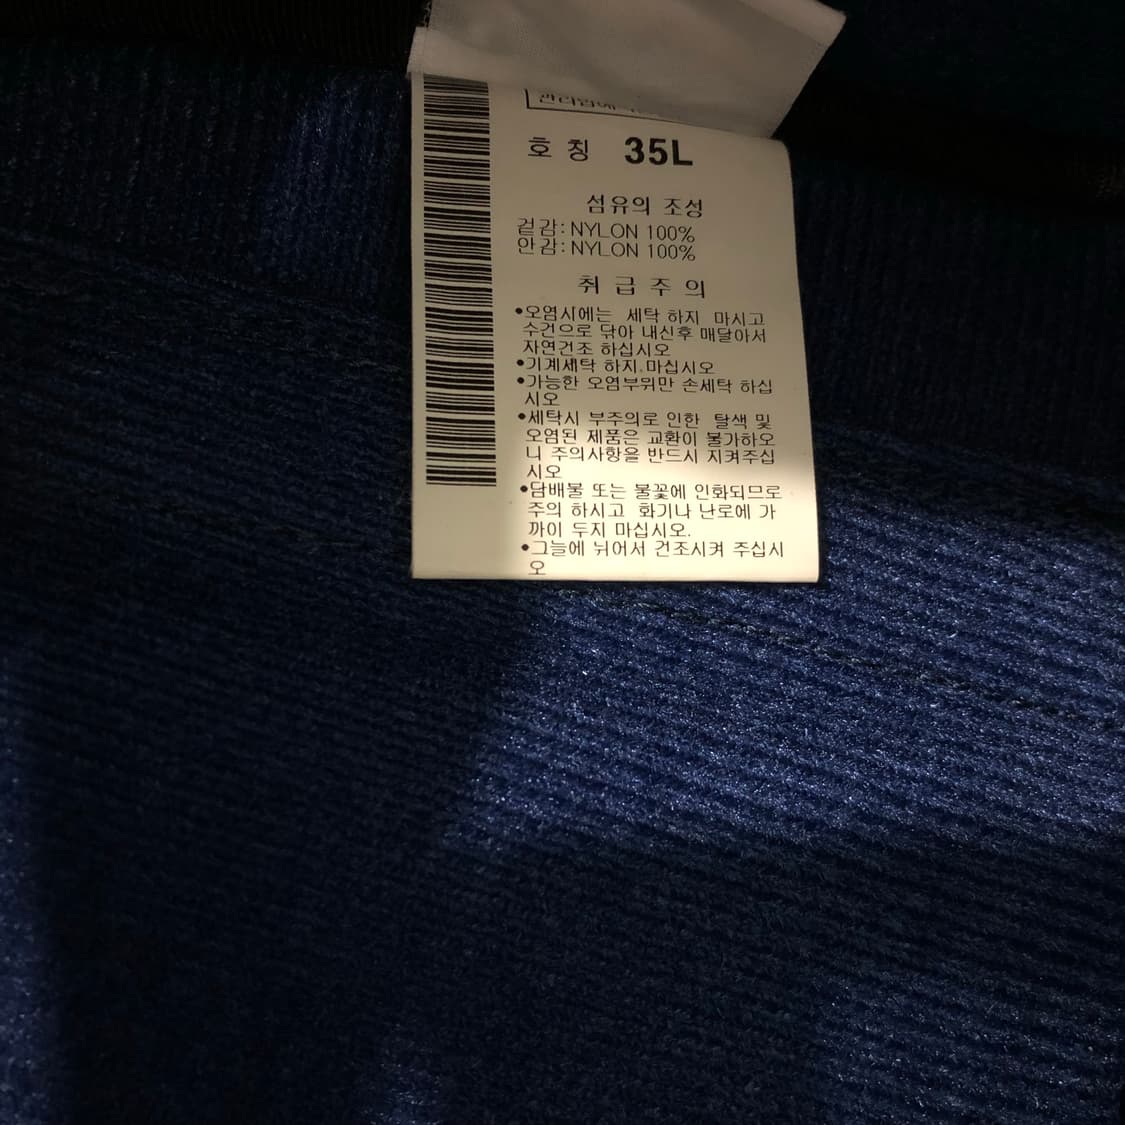 호 칭 35L
섬유의 조성
겉감: NYLON 100%
안감: NYLON 100%
취 급 주 의
•오염시에는 세탁 하지 마시고
수건으로 닦아 내신후 매달아서
자연건조 하십시오
•기계세탁 하지.마십시오
•가능한 오염부위만 손세탁 하십
시오
•세탁시 부주의로 인한 탈색 및
오염된 제품은 교환이 불가하오
니 주의사항을 반드시 지켜주십
시오
•담배불 또는 불꽃에 인화되므로
주의 하시고 화기나 난로에 가
까이 두지 마십시오.
•그늘에 뉘어서 건조시켜 주십시
오